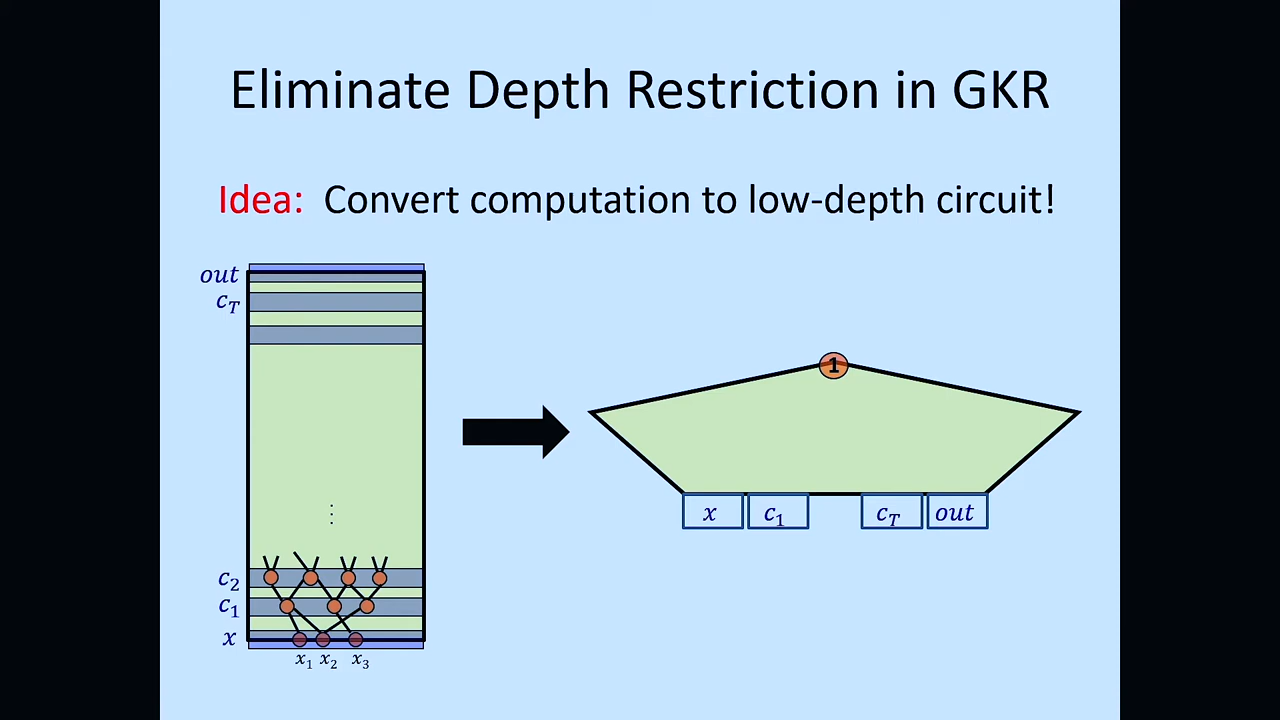 Eliminate Depth Restriction in GKR
Idea: Convert computation to low-depth circuit!
out
c_T
⋮
c_2
c_1
x
x_1 x_2 x_3
1
x c_1 c_T out